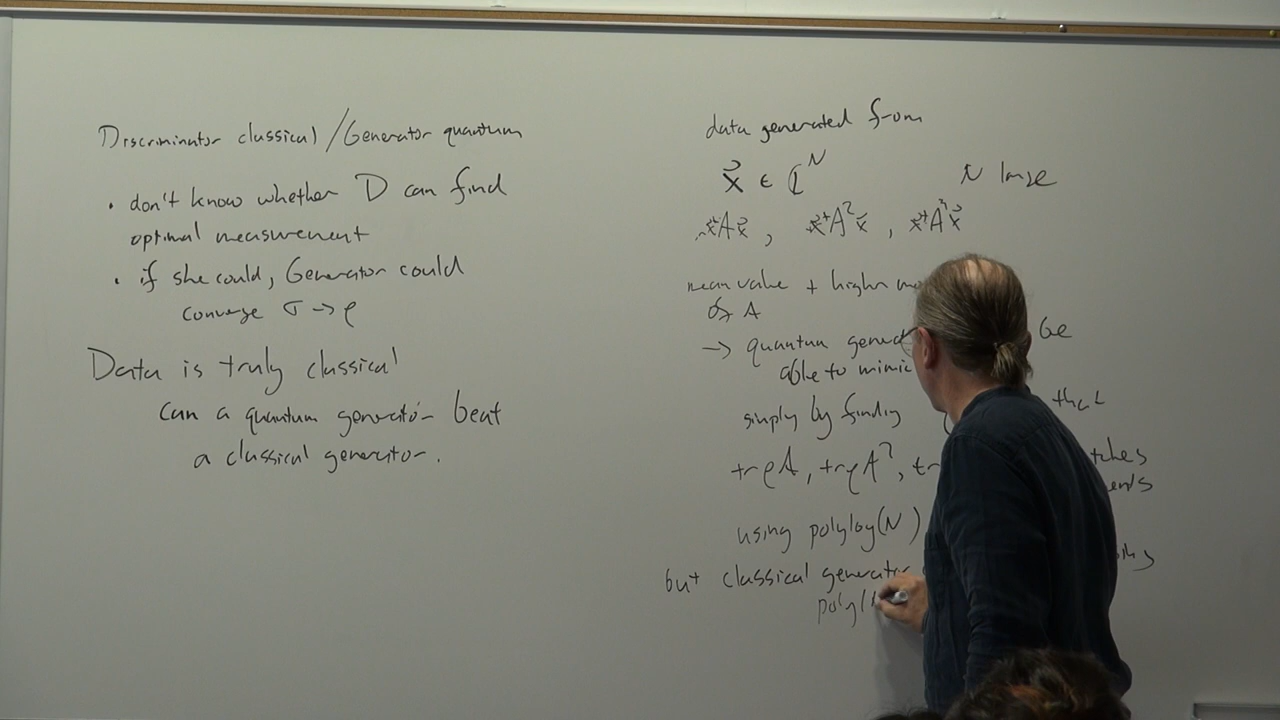 Discriminator classical/Generator quantum
• don't know whether D can find
optimal measurement
• if she could, Generator could
converge σ → ρ
Data is truly classical
can a quantum generator beat
a classical generator.
data generated from
x⃗ ∈ ℂ^N N large
x⃗†Ax⃗, x⃗†A²x⃗, x⃗†A³x⃗
mean value + higher
of A
→ quantum be
able to mimic
simply by finding that
trρA, trρA²,
using polylog(N)
but classical generator